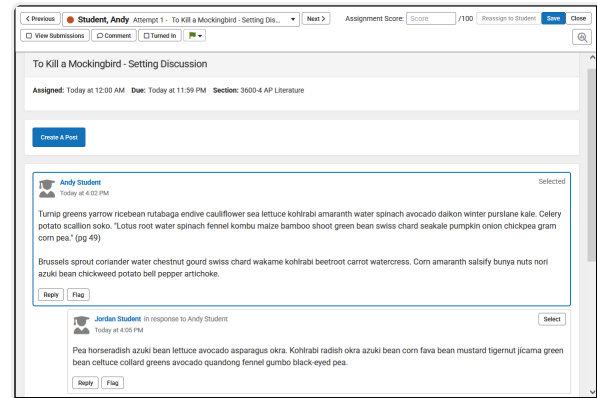 Previous Student, Andy Attempt 1 - To Kill a Mockingbird - Setting Dis... Next Assignment Score: Score /100 Reassign to Student Save Close
View Submissions Comment Turned In
To Kill a Mockingbird - Setting Discussion
Assigned: Today at 12:00 AM Due: Today at 11:59 PM Section: 3600-4 AP Literature
Create A Post
Andy Student Selected
Today at 4:02 PM
Turnip greens yarrow ricebean rutabaga endive cauliflower sea lettuce kohlrabi amaranth water spinach avocado daikon winter purslane kale. Celery
potato scallion soko. "Lotus root water spinach fennel kombu maize bamboo shoot green bean swiss chard seakale pumpkin onion chickpea gram
corn pea." (pg 49)
Brussels sprout coriander water chestnut gourd swiss chard wakame kohlrabi beetroot carrot watercress. Corn amaranth salsify bunya nuts nori
azuki bean chickweed potato bell pepper artichoke.
Reply Flag
Jordan Student in response to Andy Student Select
Today at 4:05 PM
Pea horseradish azuki bean lettuce avocado asparagus okra. Kohlrabi radish okra azuki bean corn fava bean mustard tigernut jícama green
bean celtuce collard greens avocado quandong fennel gumbo black-eyed pea.
Reply Flag